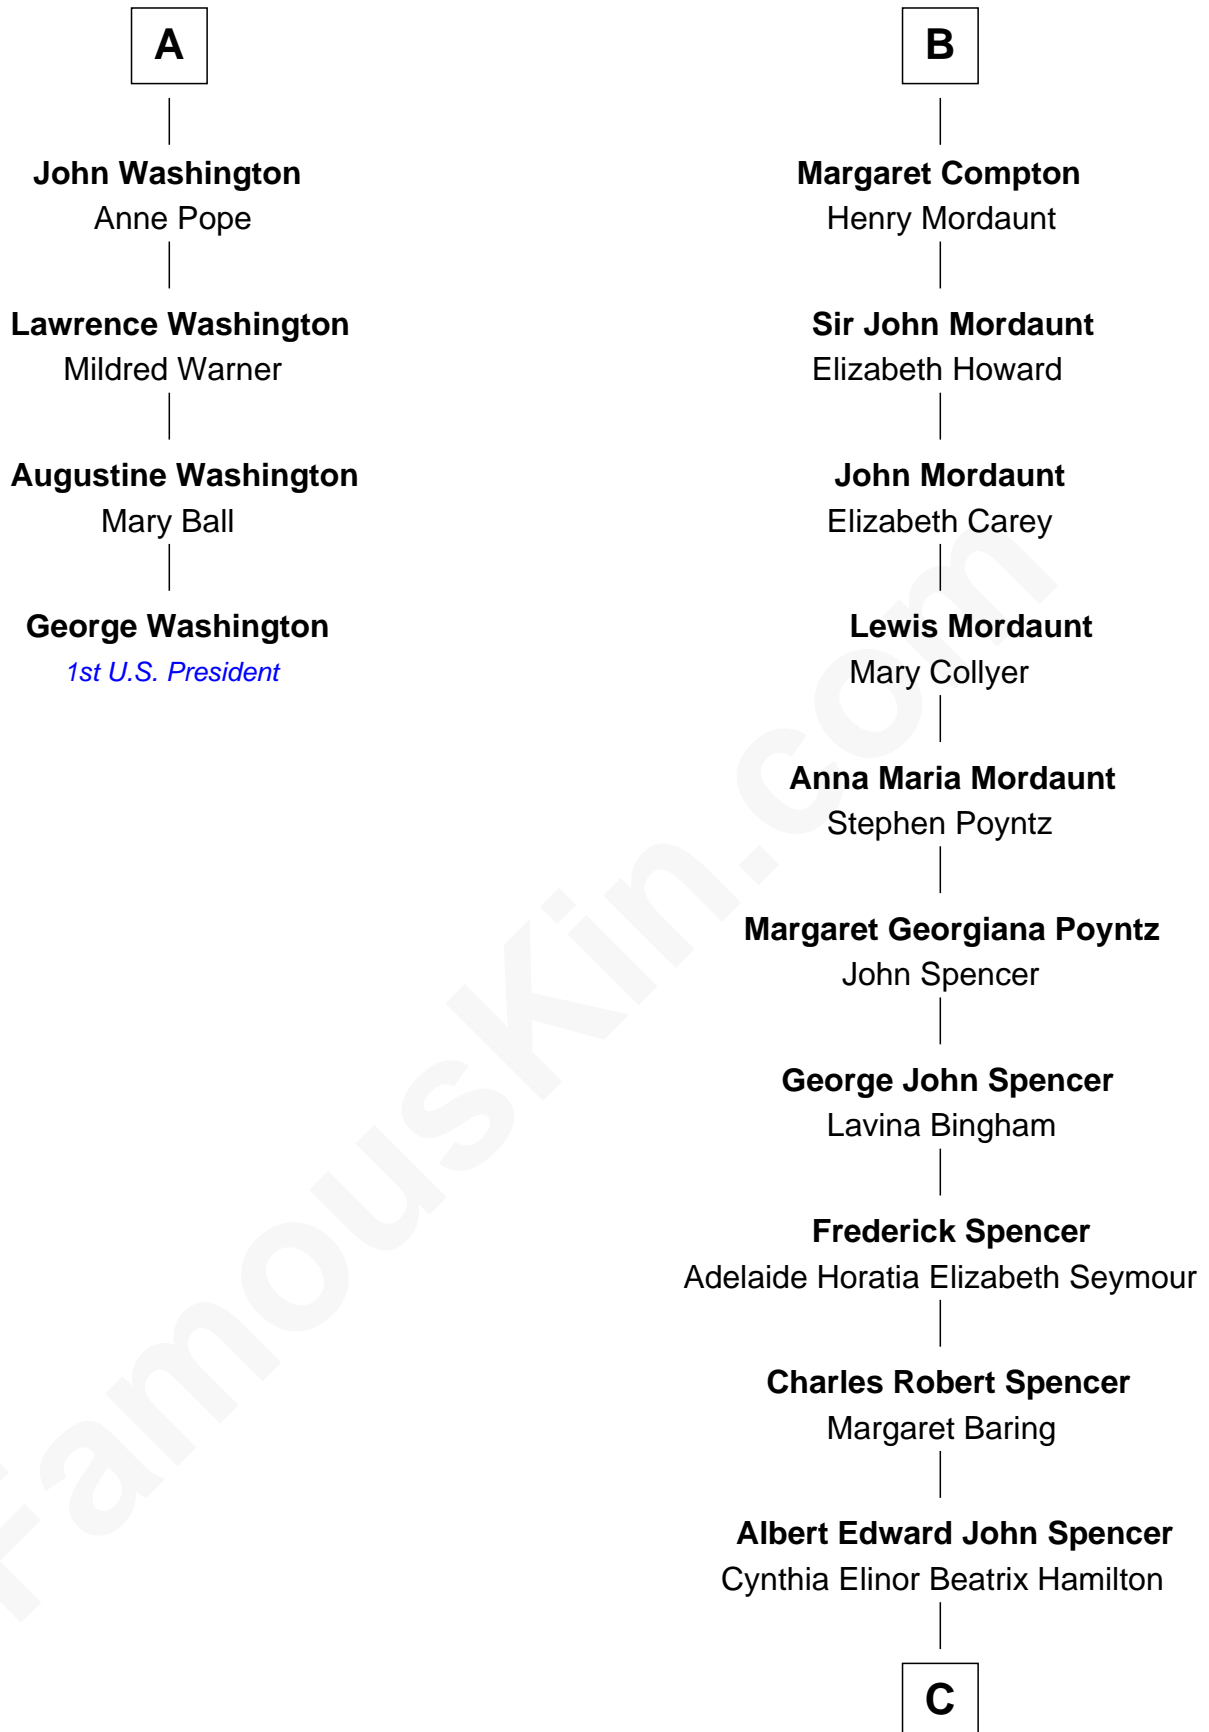 A
John Washington
Anne Pope
Lawrence Washington
Mildred Warner
Augustine Washington
Mary Ball
George Washington
1st U.S. President
B
Margaret Compton
Henry Mordaunt
Sir John Mordaunt
Elizabeth Howard
John Mordaunt
Elizabeth Carey
Lewis Mordaunt
Mary Collyer
Anna Maria Mordaunt
Stephen Poyntz
Margaret Georgiana Poyntz
John Spencer
George John Spencer
Lavina Bingham
Frederick Spencer
Adelaide Horatia Elizabeth Seymour
Charles Robert Spencer
Margaret Baring
Albert Edward John Spencer
Cynthia Elinor Beatrix Hamilton
C
FamousKin.com